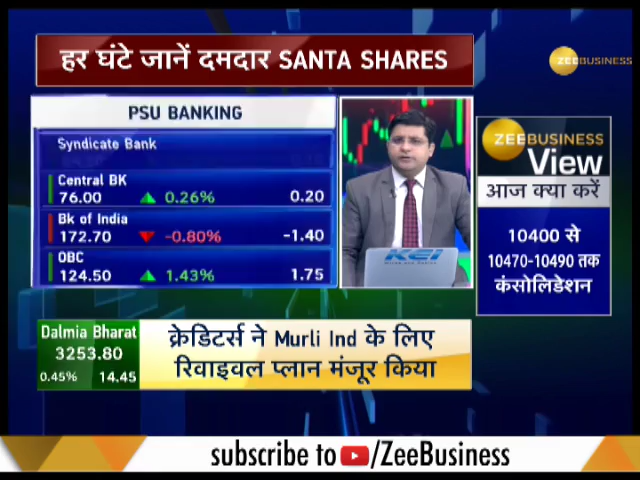 हर घंटे जानें दमदार SANTA SHARES
ZEEBUSINESS
PSU BANKING
Syndicate Bank
Central BK
76.00 0.26% 0.20
Bk of India
172.70 -0.80% -1.40
OBC
124.50 1.43% 1.75
KEI
ZEEBUSINESS
View
आज क्या करें
10400 से
10470-10490 तक
कंसोलिडेशन
Dalmia Bharat
3253.80
0.45% 14.45
क्रेडिटर्स ने Murli Ind के लिए
रिवाइवल प्लान मंजूर किया
subscribe to /ZeeBusiness